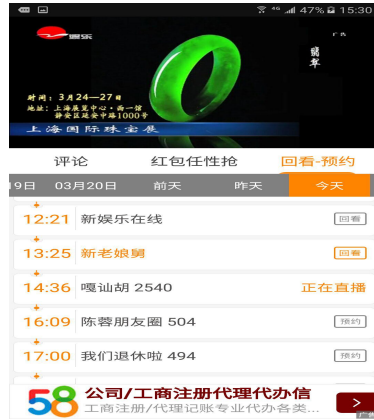 4G 47% 15:30
娱乐
广告
翡翠
时间：3月24—27日
地址：上海展览中心·西一馆
静安区延安中路1000号
上海国际珠宝展
评论 红包任性抢 回看-预约
19日 03月20日 前天 昨天 今天
12:21 新娱乐在线 回看
13:25 新老娘舅 回看
14:36 嘎讪胡 2540 正在直播
16:09 陈蓉朋友圈 504 预约
17:00 我们退休啦 494 预约
58 公司/工商注册代理代办信
工商注册/代理记账专业代办各类...
广告